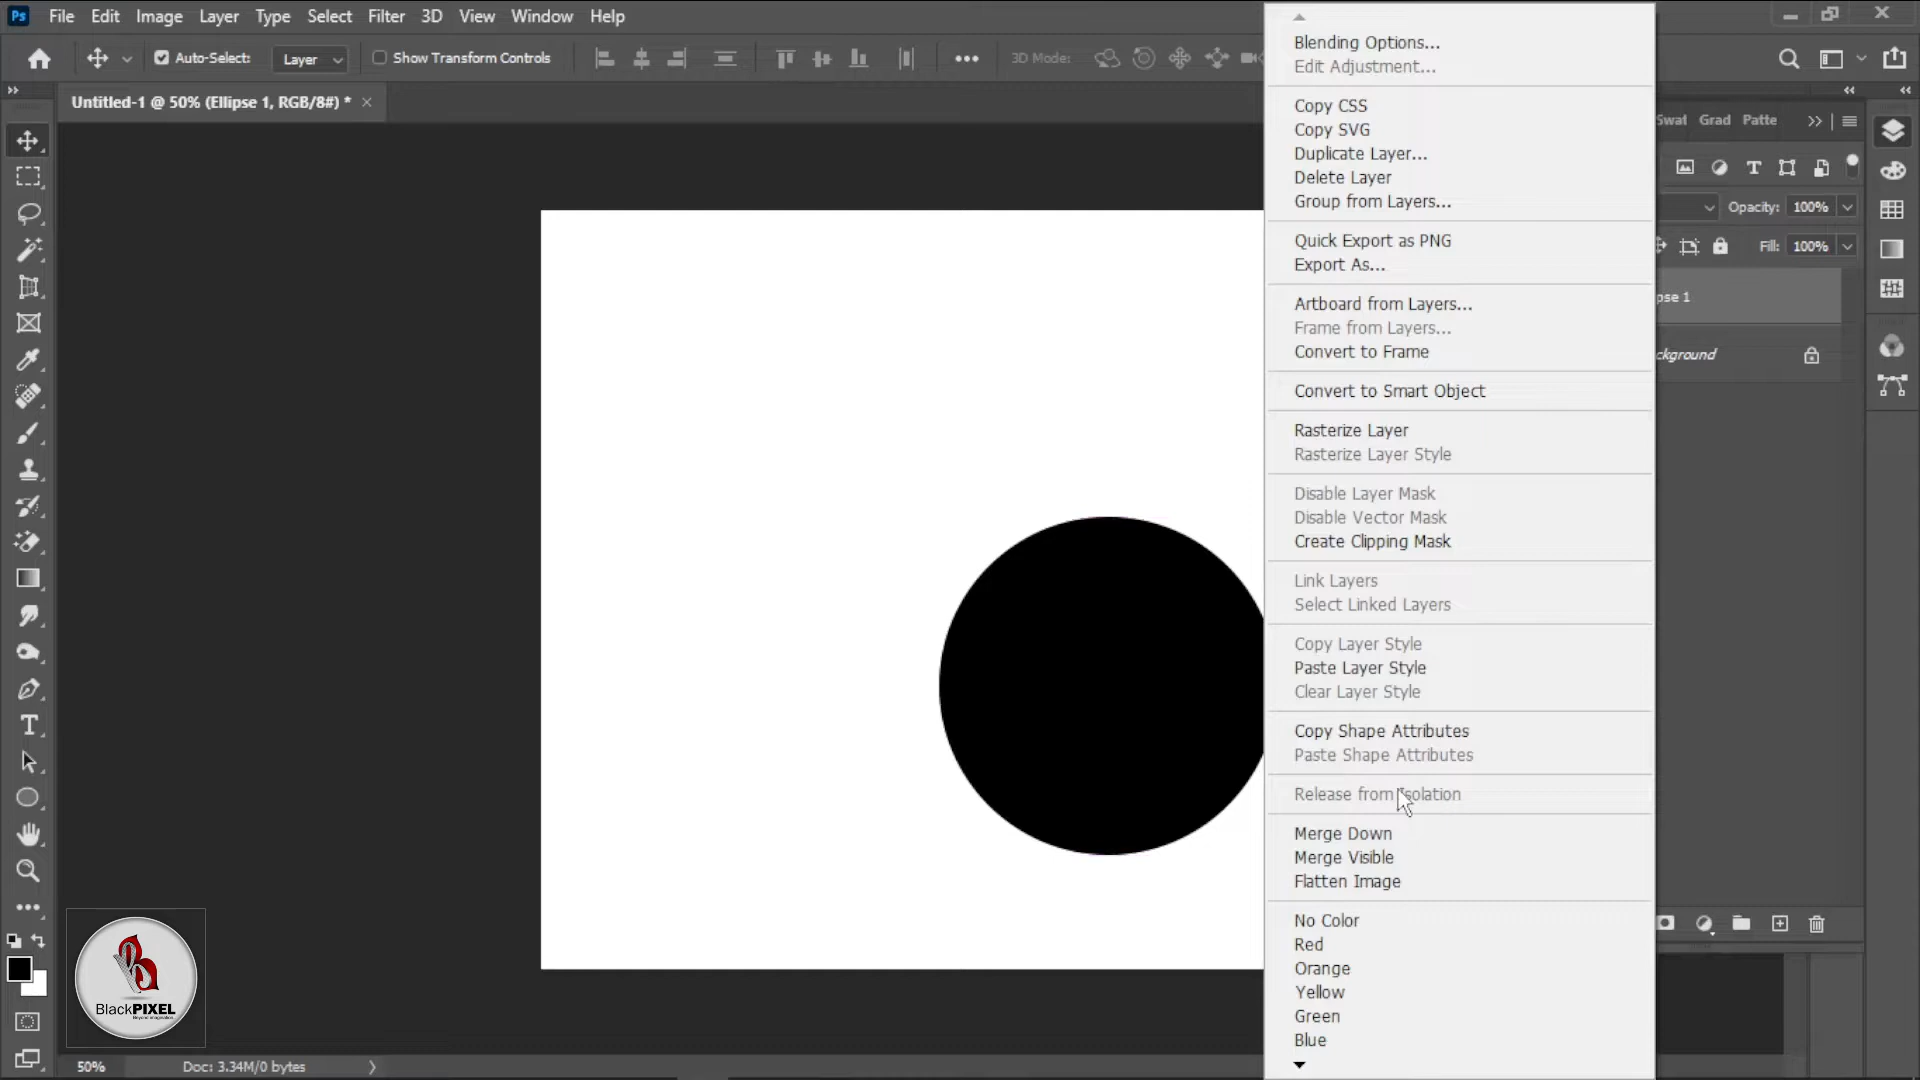 Ps File Edit Image Layer Type Select Filter 3D View Window Help
Auto-Select: Layer Show Transform Controls 3D Mode:
Untitled-1 @ 50% (Ellipse 1, RGB/8#) *
Blending Options...
Edit Adjustment...
Copy CSS
Copy SVG
Duplicate Layer...
Delete Layer
Group from Layers...
Quick Export as PNG
Export As...
Artboard from Layers...
Frame from Layers...
Convert to Frame
Convert to Smart Object
Rasterize Layer
Rasterize Layer Style
Disable Layer Mask
Disable Vector Mask
Create Clipping Mask
Link Layers
Select Linked Layers
Copy Layer Style
Paste Layer Style
Clear Layer Style
Copy Shape Attributes
Paste Shape Attributes
Release from Isolation
Merge Down
Merge Visible
Flatten Image
No Color
Red
Orange
Yellow
Green
Blue
Swat Grad Patte
Opacity: 100%
Fill: 100%
pse 1
ckground
BlackPIXEL
50% Doc: 3.34M/0 bytes